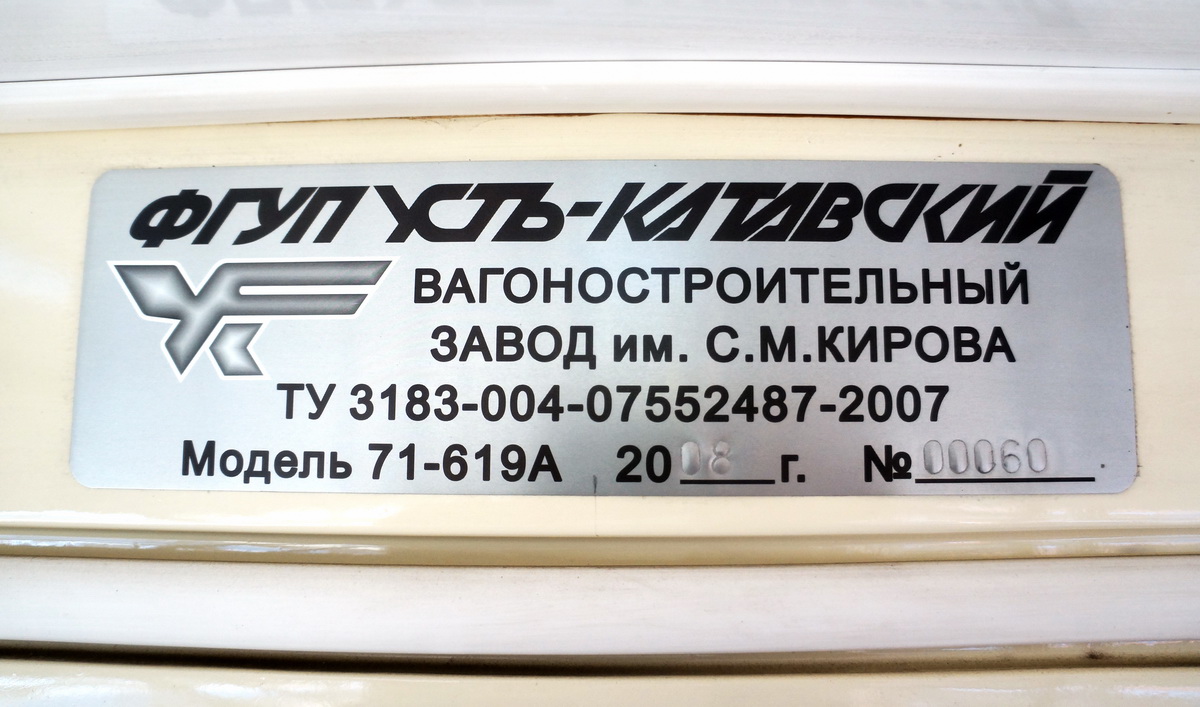 ФГУП УСТЬ-КАТАВСКИЙ
ВАГОНОСТРОИТЕЛЬНЫЙ
ЗАВОД им. С.М.КИРОВА
ТУ 3183-004-07552487-2007
Модель 71-619А 2008 г. №00060